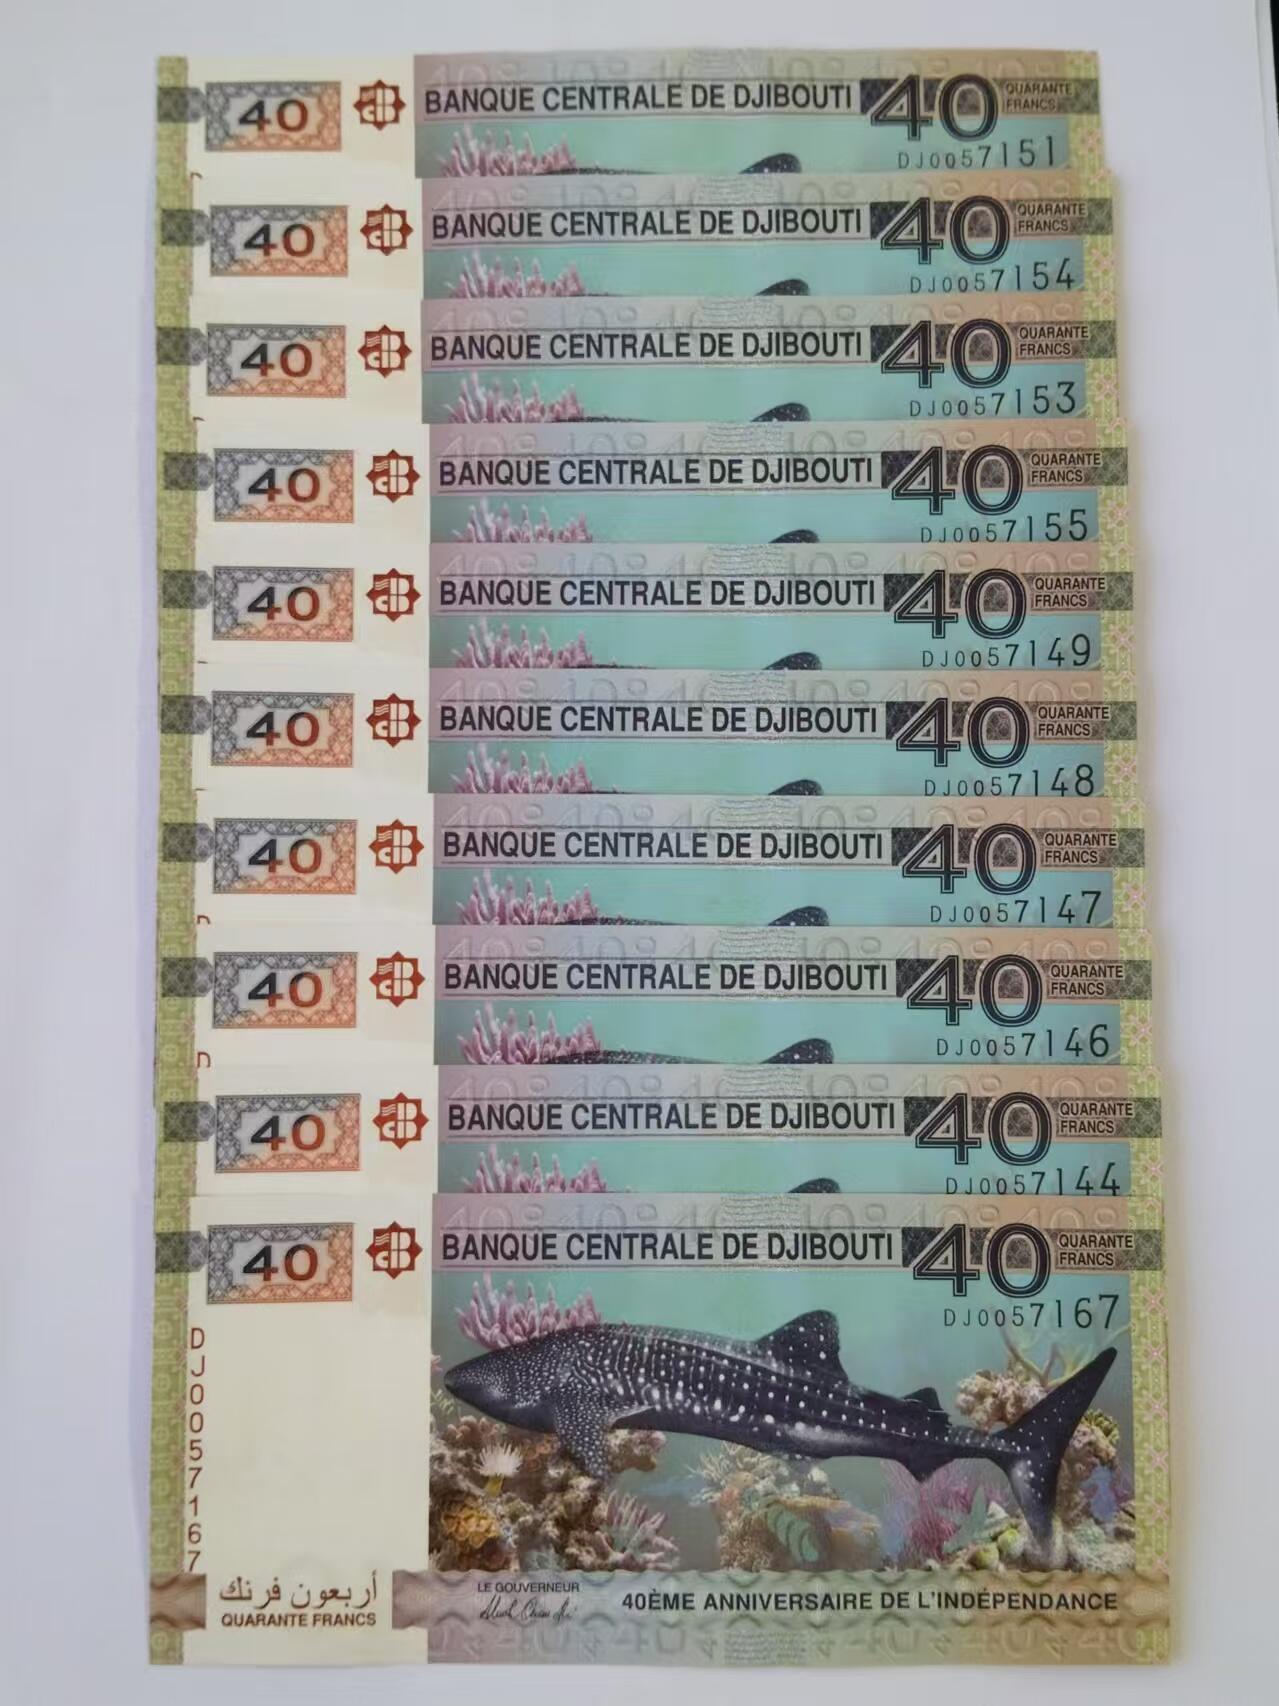 40 BANQUE CENTRALE DE DJIBOUTI 40 QUARANTE FRANCS
DJ0057151
40 BANQUE CENTRALE DE DJIBOUTI 40 QUARANTE FRANCS
DJ0057154
40 BANQUE CENTRALE DE DJIBOUTI 40 QUARANTE FRANCS
DJ0057153
40 BANQUE CENTRALE DE DJIBOUTI 40 QUARANTE FRANCS
DJ0057155
40 BANQUE CENTRALE DE DJIBOUTI 40 QUARANTE FRANCS
DJ0057149
40 BANQUE CENTRALE DE DJIBOUTI 40 QUARANTE FRANCS
DJ0057148
40 BANQUE CENTRALE DE DJIBOUTI 40 QUARANTE FRANCS
DJ0057147
40 BANQUE CENTRALE DE DJIBOUTI 40 QUARANTE FRANCS
DJ0057146
40 BANQUE CENTRALE DE DJIBOUTI 40 QUARANTE FRANCS
DJ0057144
40 BANQUE CENTRALE DE DJIBOUTI 40 QUARANTE FRANCS
DJ0057167
DJ0057167
أربعون فرنك
QUARANTE FRANCS
LE GOUVERNEUR
40ÈME ANNIVERSAIRE DE L'INDÉPENDANCE